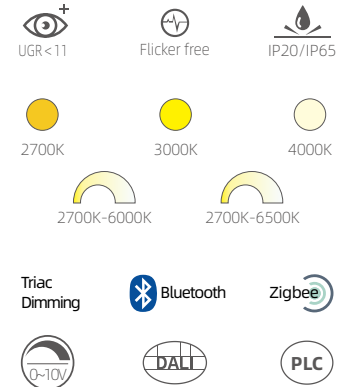 UGR<11
Flicker free
IP20/IP65
2700K
3000K
4000K
2700K-6000K
2700K-6500K
Triac
Dimming
Bluetooth
Zigbee
0~10V
DALI
PLC